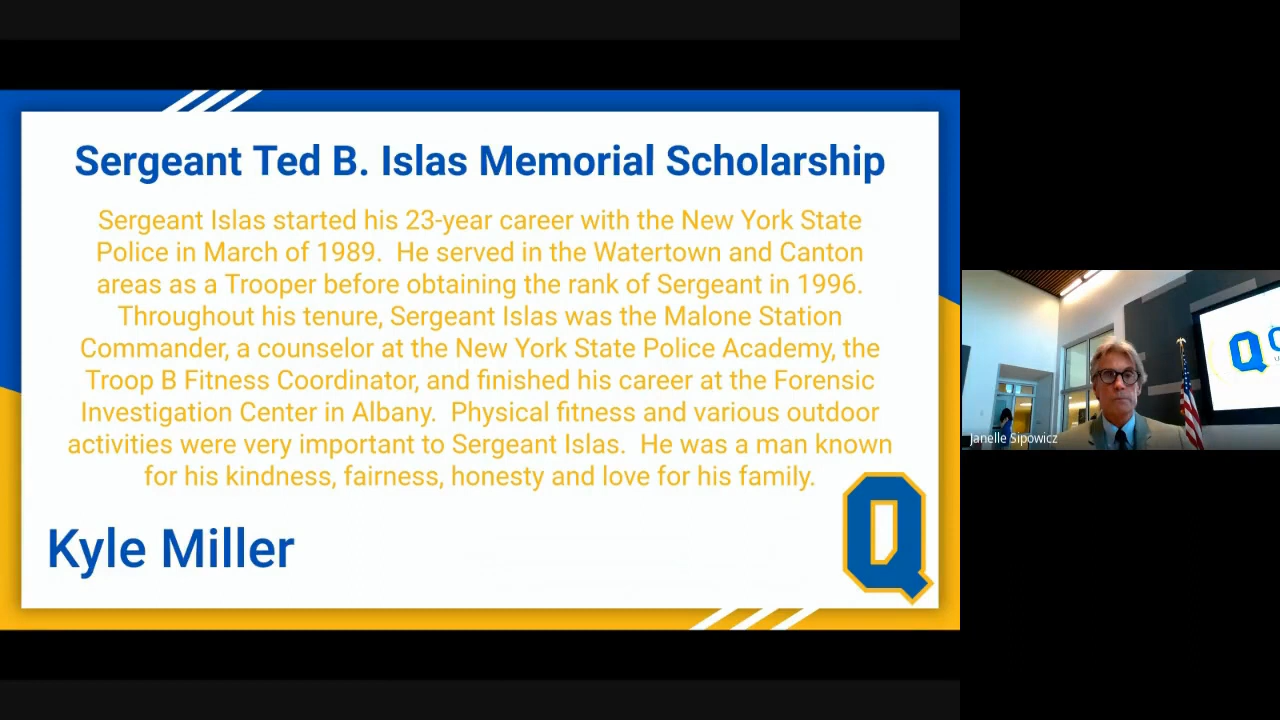 Sergeant Ted B. Islas Memorial Scholarship
Sergeant Islas started his 23-year career with the New York State
Police in March of 1989.  He served in the Watertown and Canton
areas as a Trooper before obtaining the rank of Sergeant in 1996.
Throughout his tenure, Sergeant Islas was the Malone Station
Commander, a counselor at the New York State Police Academy, the
Troop B Fitness Coordinator, and finished his career at the Forensic
Investigation Center in Albany.  Physical fitness and various outdoor
activities were very important to Sergeant Islas.  He was a man known
for his kindness, fairness, honesty and love for his family.
Kyle Miller
Q
Q
Janelle Sipowicz